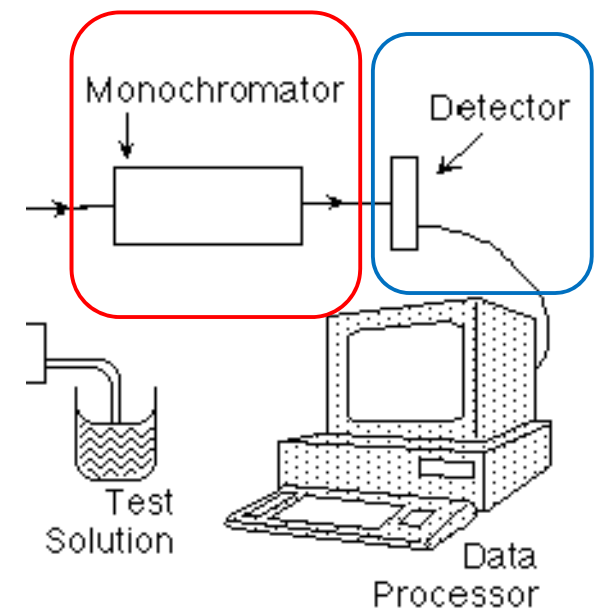 Monochromator
Detector
Test
Solution
Data
Processor